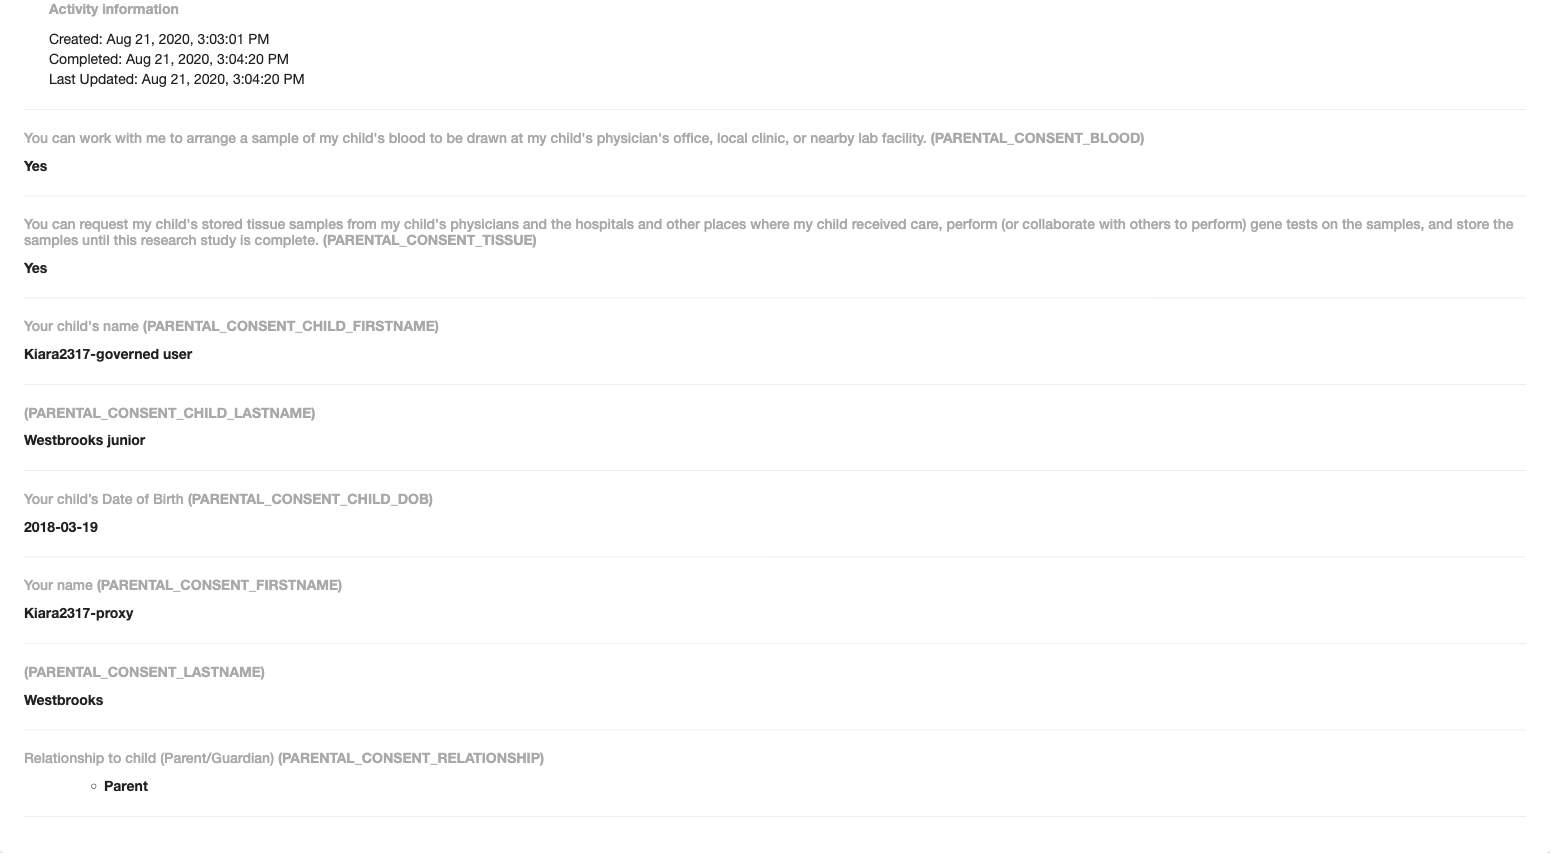 Activity information
Created: Aug 21, 2020, 3:03:01 PM
Completed: Aug 21, 2020, 3:04:20 PM
Last Updated: Aug 21, 2020, 3:04:20 PM
You can work with me to arrange a sample of my child's blood to be drawn at my child's physician's office, local clinic, or nearby lab facility. (PARENTAL_CONSENT_BLOOD)
Yes
You can request my child's stored tissue samples from my child's physicians and the hospitals and other places where my child received care, perform (or collaborate with others to perform) gene tests on the samples, and store the
samples until this research study is complete. (PARENTAL_CONSENT_TISSUE)
Yes
Your child's name (PARENTAL_CONSENT_CHILD_FIRSTNAME)
Kiara2317-governed user
(PARENTAL_CONSENT_CHILD_LASTNAME)
Westbrooks junior
Your child’s Date of Birth (PARENTAL_CONSENT_CHILD_DOB)
2018-03-19
Your name (PARENTAL_CONSENT_FIRSTNAME)
Kiara2317-proxy
(PARENTAL_CONSENT_LASTNAME)
Westbrooks
Relationship to child (Parent/Guardian) (PARENTAL_CONSENT_RELATIONSHIP)
Parent